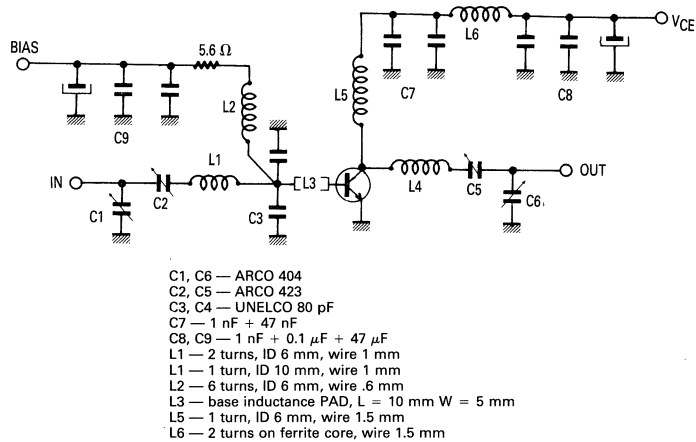 V_CE
L6
BIAS
5.6 Ω
C7
C8
L5
L2
C9
L1
IN
L3
L4
OUT
C2
C5
C1
C3
C6
C1, C6 — ARCO 404
C2, C5 — ARCO 423
C3, C4 — UNELCO 80 pF
C7 — 1 nF + 47 nF
C8, C9 — 1 nF + 0.1 μF + 47 μF
L1 — 2 turns, ID 6 mm, wire 1 mm
L1 — 1 turn, ID 10 mm, wire 1 mm
L2 — 6 turns, ID 6 mm, wire .6 mm
L3 — base inductance PAD, L = 10 mm W = 5 mm
L5 — 1 turn, ID 6 mm, wire 1.5 mm
L6 — 2 turns on ferrite core, wire 1.5 mm